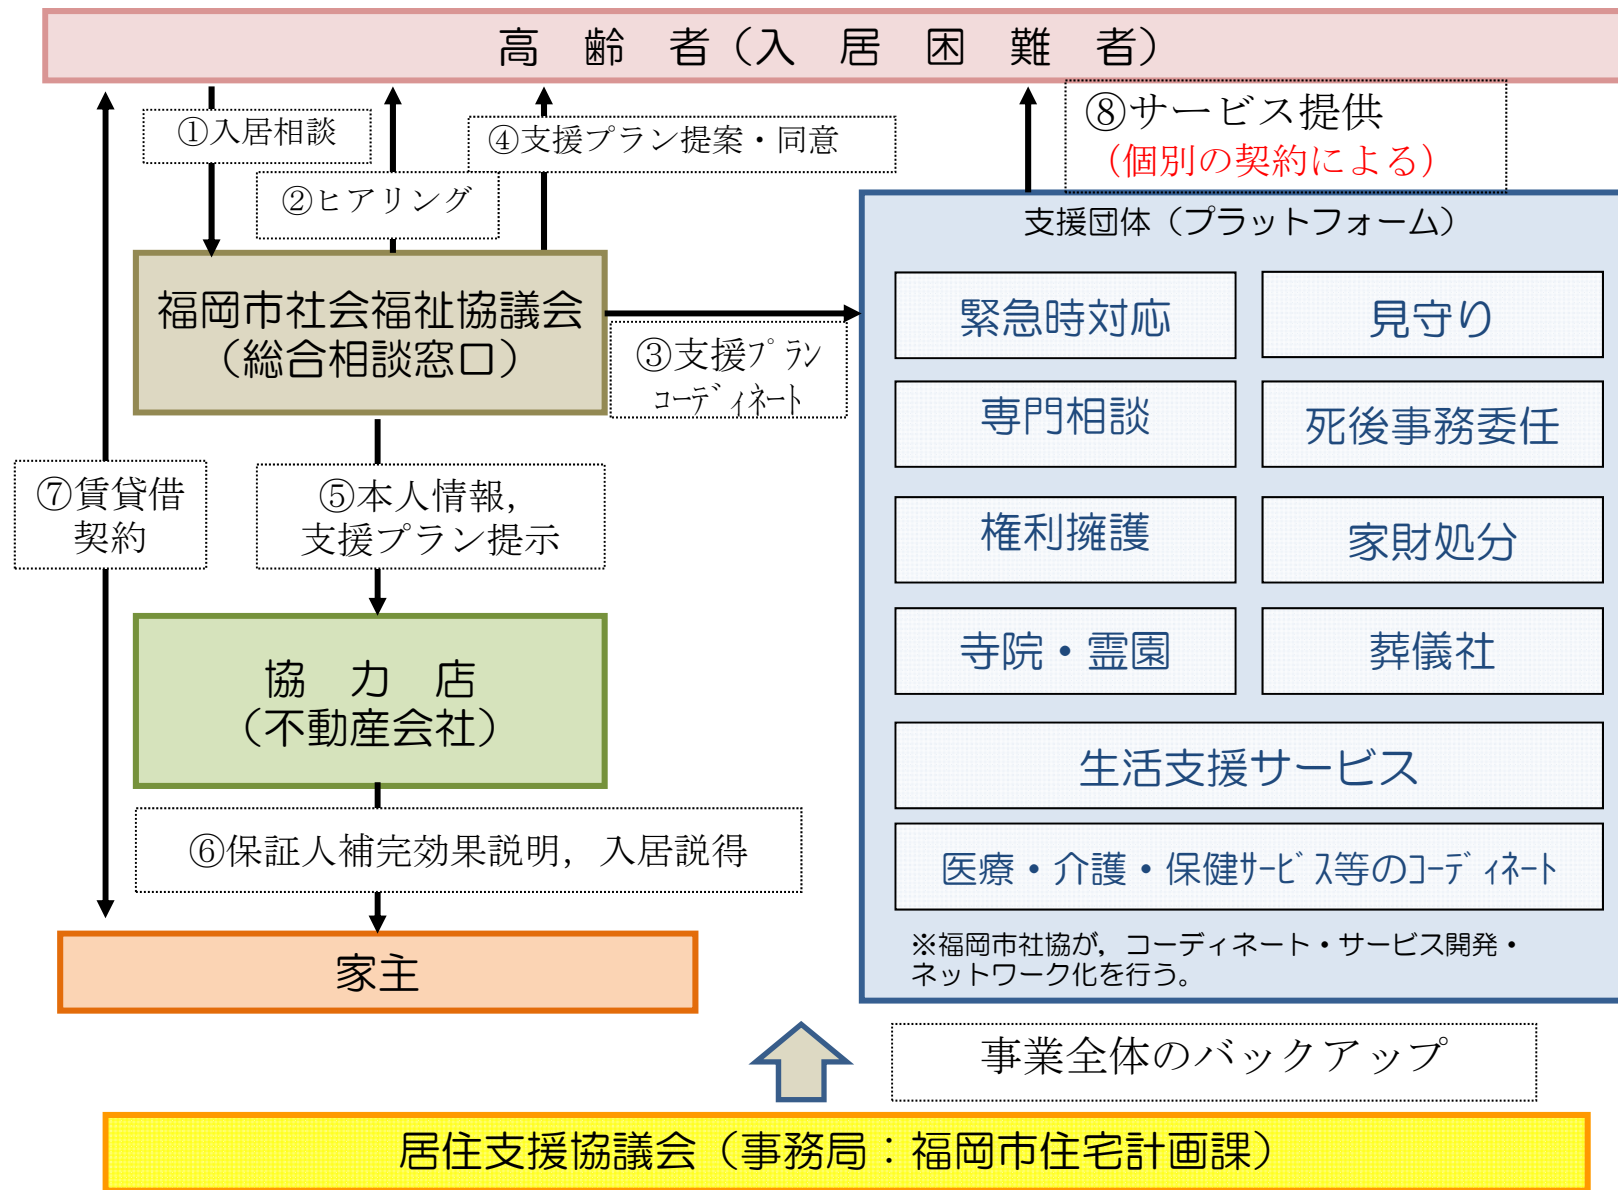 高齢者（入居困難者）
①入居相談
②ヒアリング
④支援プラン提案・同意
⑧サービス提供
（個別の契約による）
福岡市社会福祉協議会
（総合相談窓口）
③支援プラン
コーディネート
⑦賃貸借
契約
⑤本人情報，
支援プラン提示
協力店
（不動産会社）
⑥保証人補完効果説明，入居説得
家主
支援団体（プラットフォーム）
緊急時対応
見守り
専門相談
死後事務委任
権利擁護
家財処分
寺院・霊園
葬儀社
生活支援サービス
医療・介護・保健ｻｰﾋﾞｽ等のｺｰﾃﾞｨﾈｰﾄ
※福岡市社協が，コーディネート・サービス開発・
ネットワーク化を行う。
事業全体のバックアップ
居住支援協議会（事務局：福岡市住宅計画課）